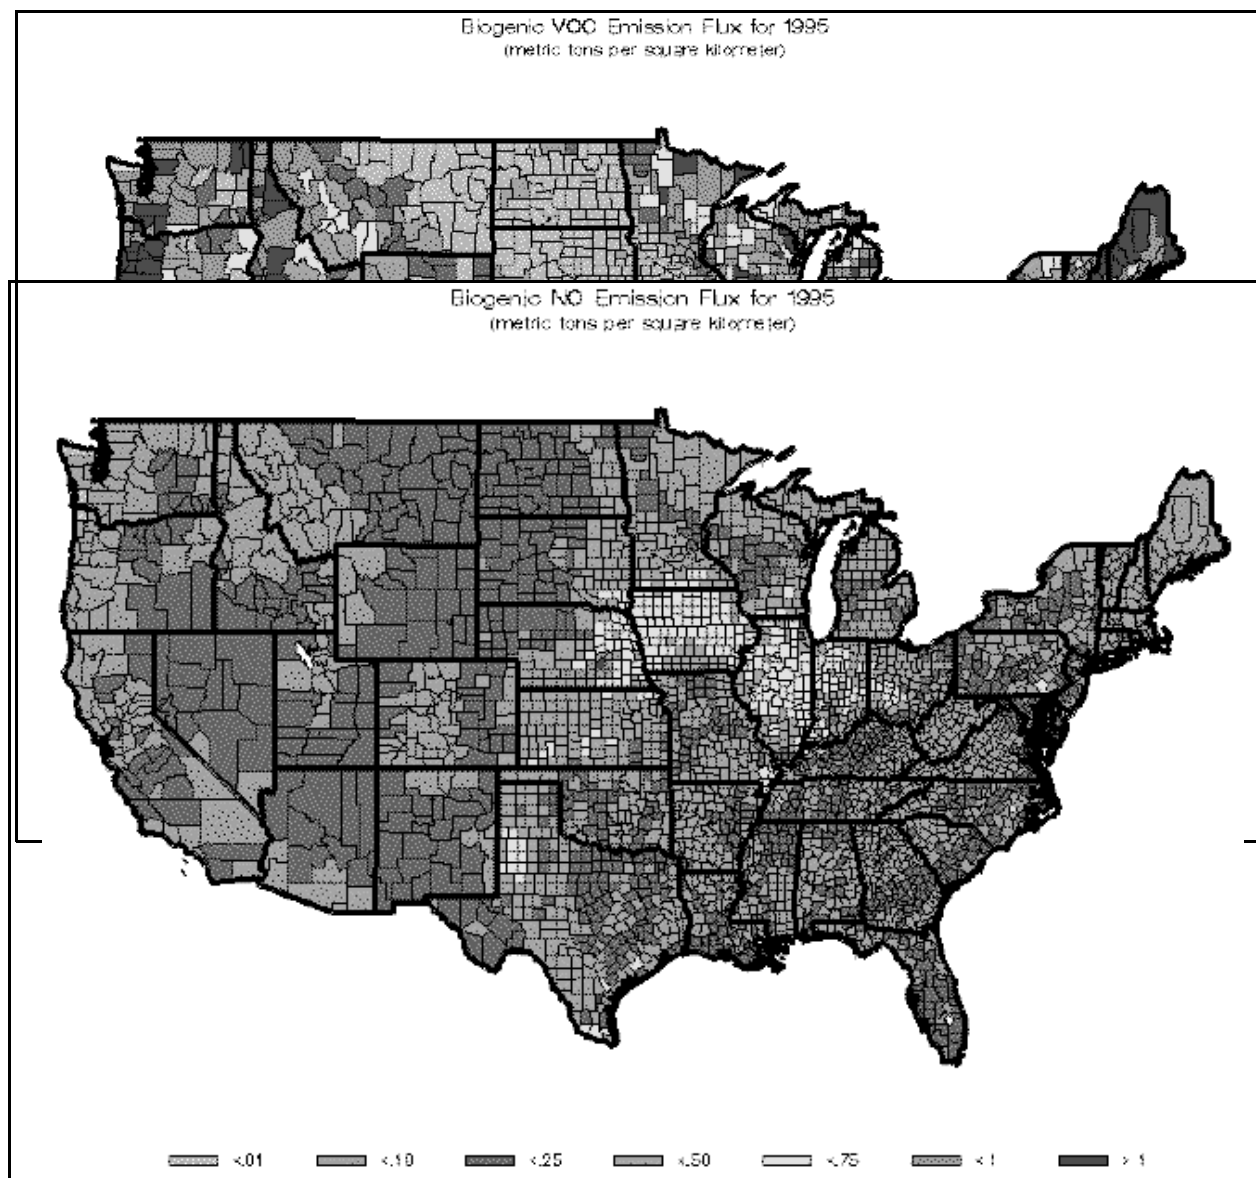 Biogenic VOC Emission Flux for 1995
(metric tons per square kilometer)
Biogenic NO Emission Flux for 1995
(metric tons per square kilometer)
<.01 <.10 <.25 <.50 <.75 <1 >1